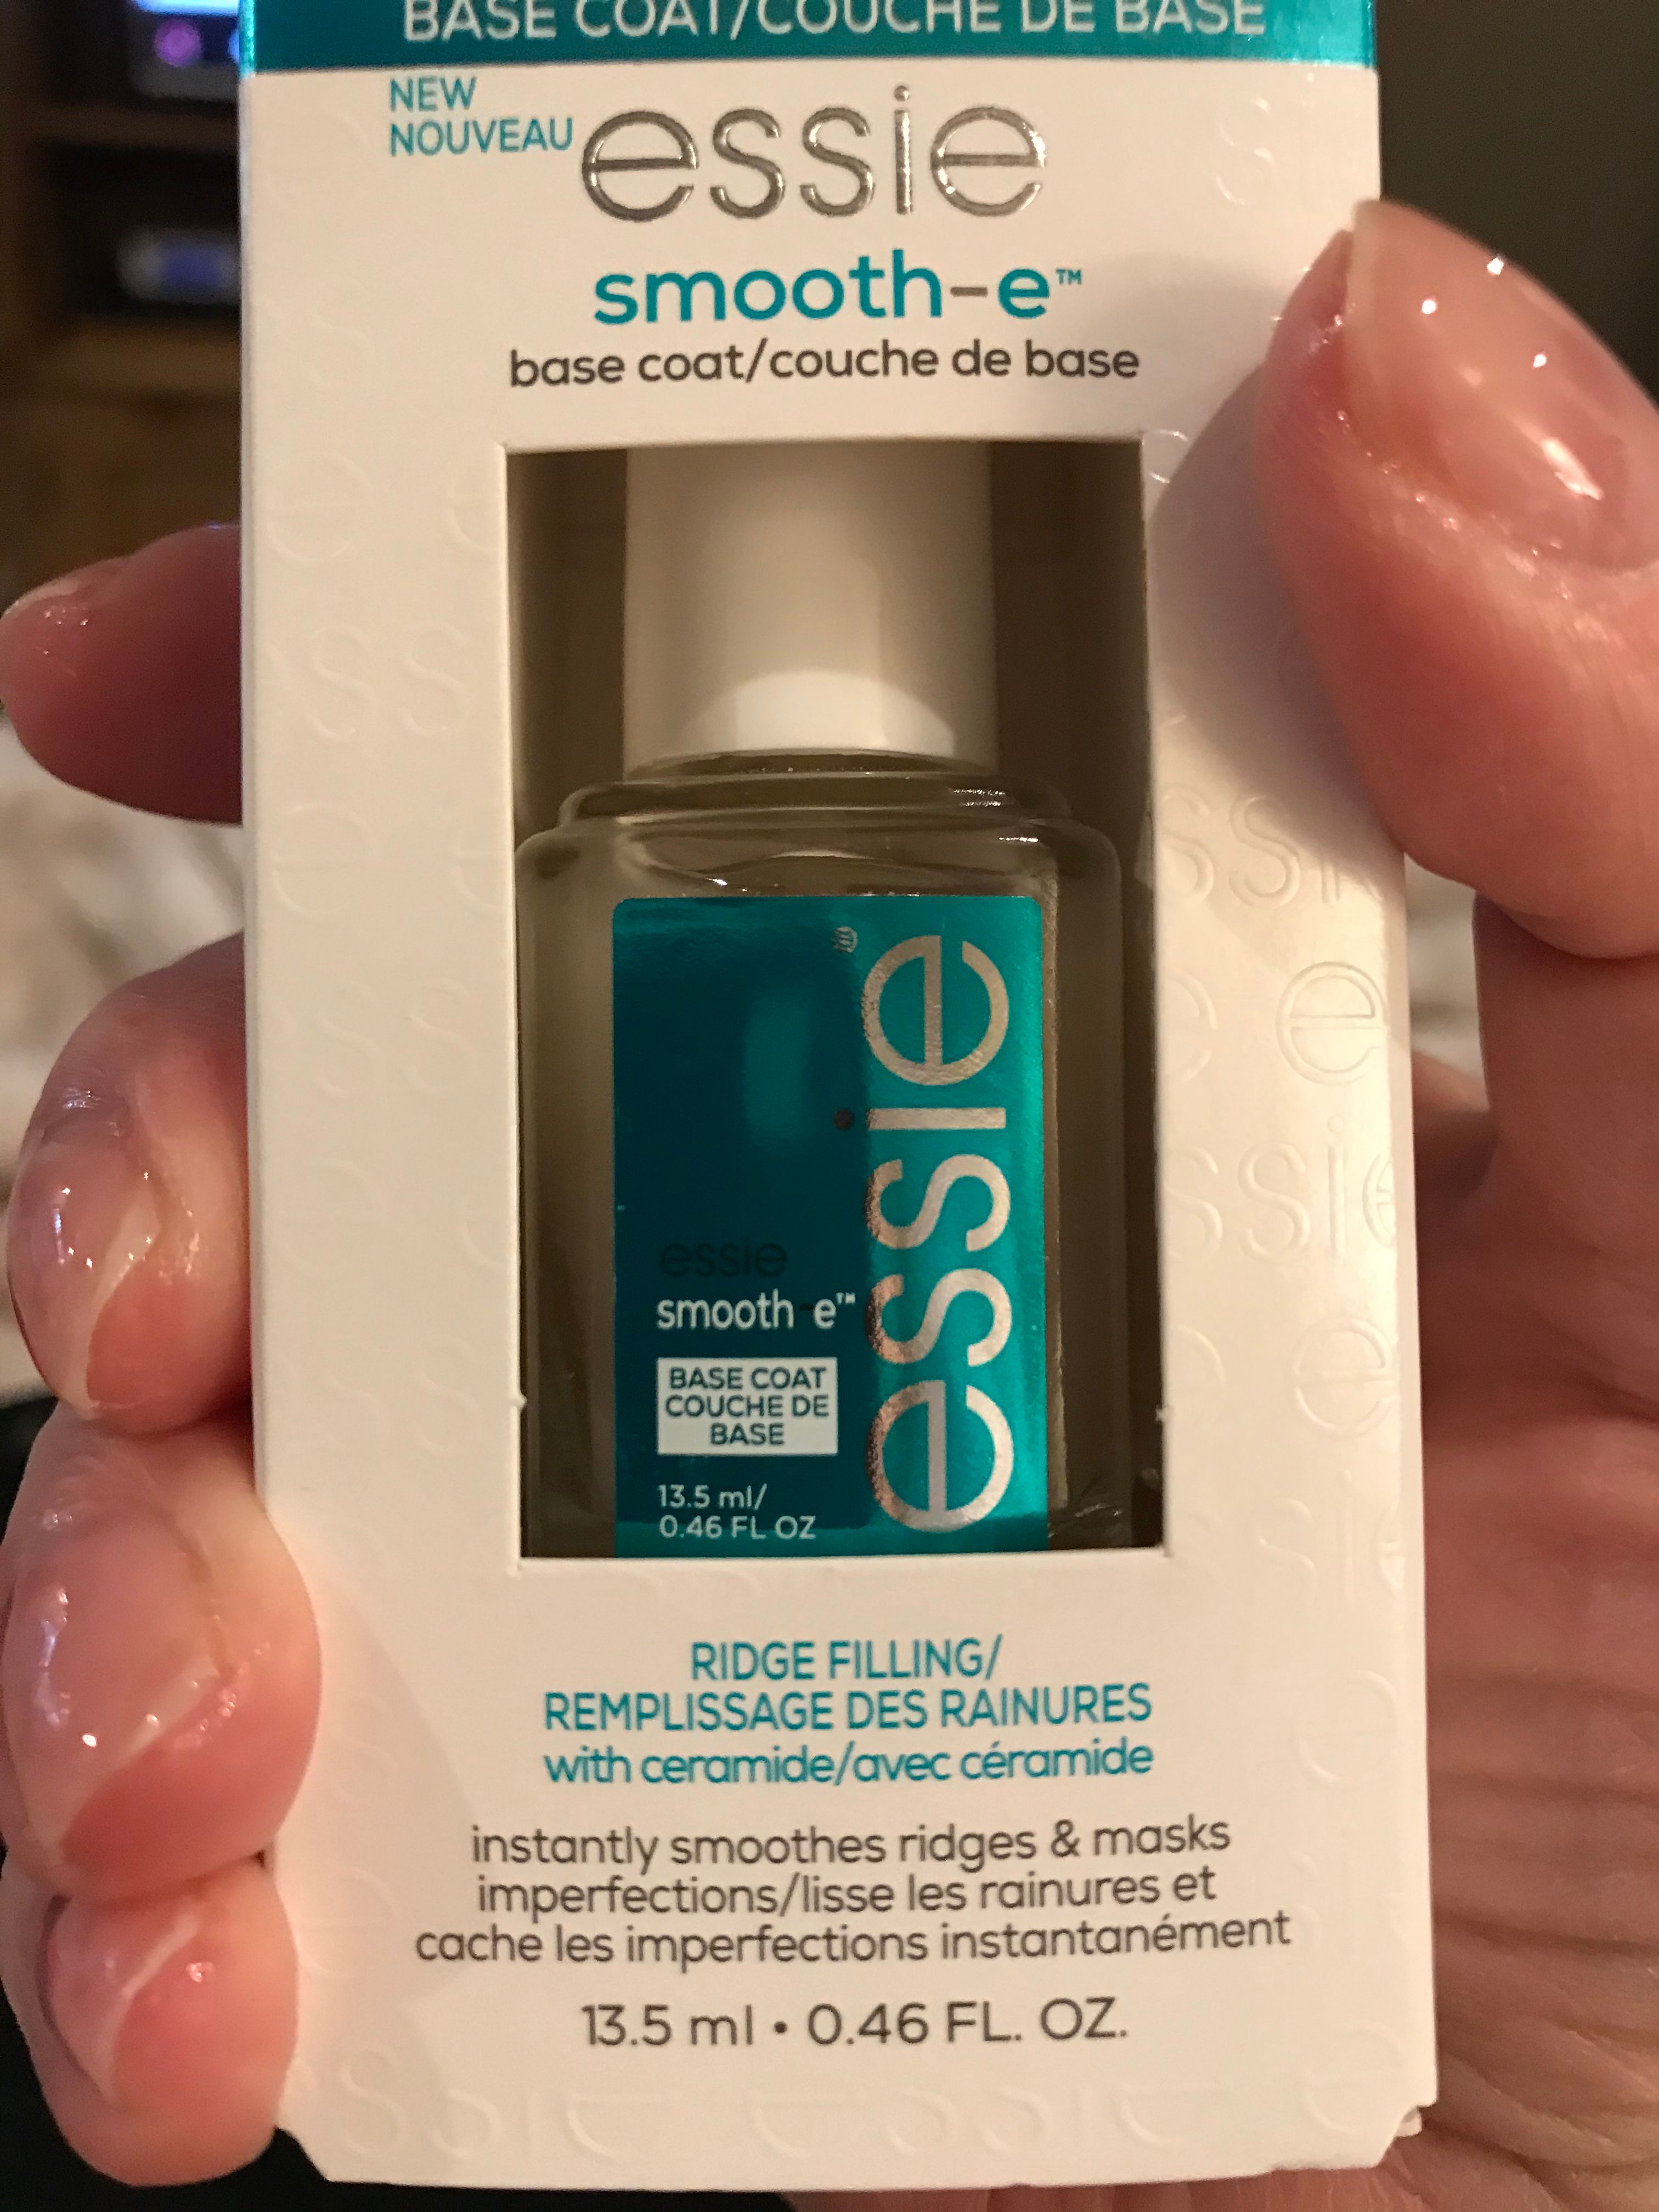 BASE COAT/COUCHE DE BASE
NEW
NOUVEAU
essie
smooth-e™
base coat/couche de base
essie®
essie
smooth-e™
BASE COAT
COUCHE DE
BASE
13.5 ml/
0.46 FL OZ
RIDGE FILLING/
REMPLISSAGE DES RAINURES
with ceramide/avec céramide
instantly smoothes ridges & masks
imperfections/lisse les rainures et
cache les imperfections instantanément
13.5 ml • 0.46 FL. OZ.